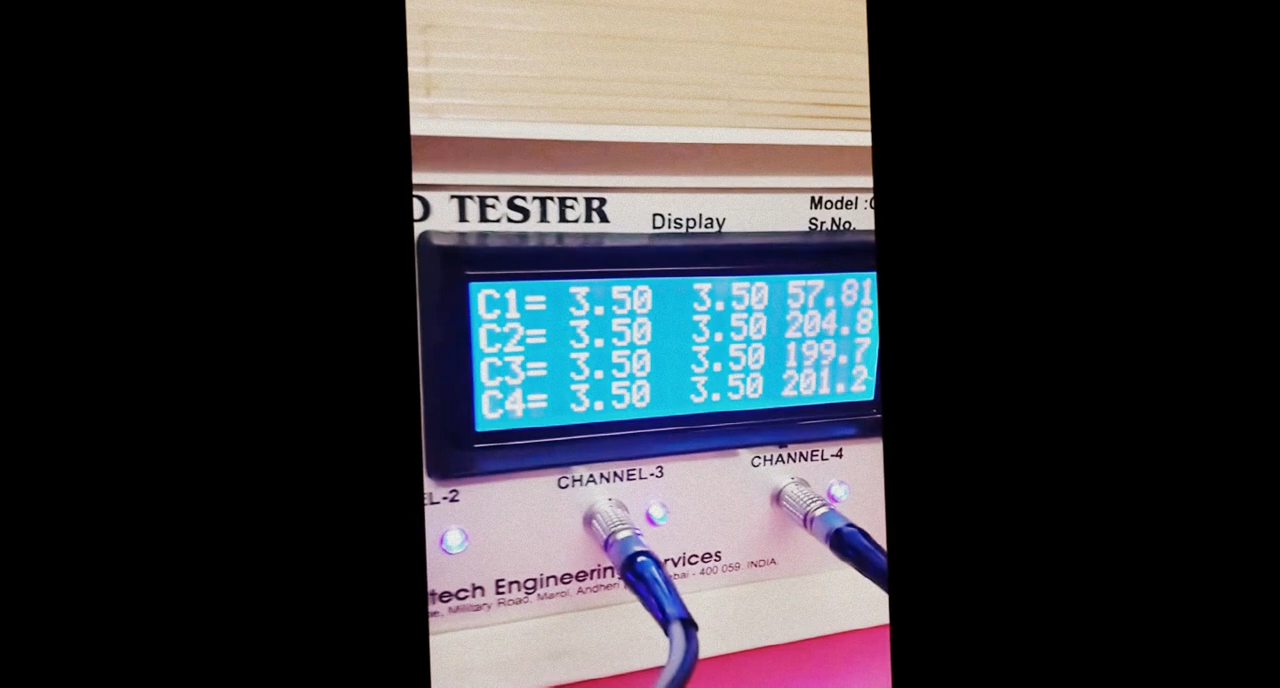 TESTER
Display
Model :
Sr.No.
C1= 3.50 3.50 57.81
C2= 3.50 3.50 204.8
C3= 3.50 3.50 199.7
C4= 3.50 3.50 201.2
EL-2
CHANNEL-3
CHANNEL-4
tech Engineering rvices
Military Road, Marol, Andheri bai - 400 059. INDIA.